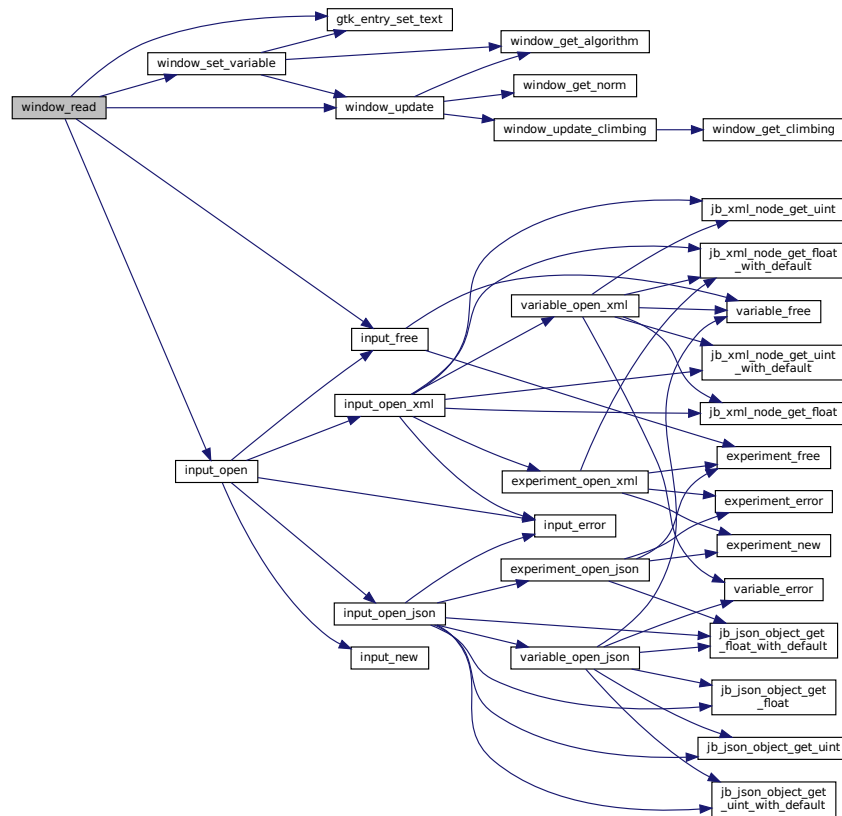 gtk_entry_set_text
window_get_algorithm
window_set_variable
window_get_norm
window_read
window_update
window_update_climbing
window_get_climbing
jb_xml_node_get_uint
jb_xml_node_get_float
_with_default
variable_open_xml
variable_free
input_free
jb_xml_node_get_uint
_with_default
input_open_xml
jb_xml_node_get_float
input_open
experiment_free
experiment_open_xml
experiment_error
input_error
experiment_new
experiment_open_json
variable_error
input_open_json
jb_json_object_get
_float_with_default
input_new
variable_open_json
jb_json_object_get
_float
jb_json_object_get_uint
jb_json_object_get
_uint_with_default